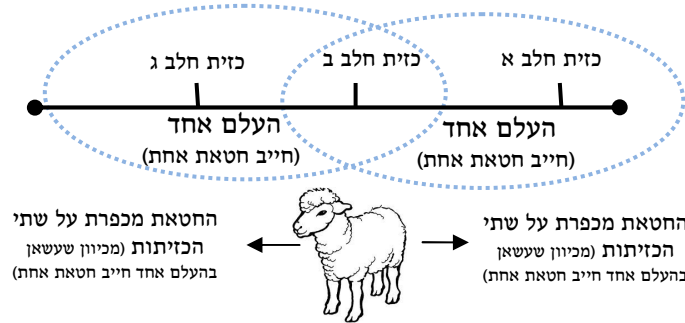 כזית חלב א
כזית חלב ב
כזית חלב ג
העלם אחד
(חייב חטאת אחת)
העלם אחד
(חייב חטאת אחת)
החטאת מכפרת על שתי
הכזיתות (מכיוון שעשאן
בהעלם אחד חייב חטאת אחת)
החטאת מכפרת על שתי
הכזיתות (מכיוון שעשאן
בהעלם אחד חייב חטאת אחת)